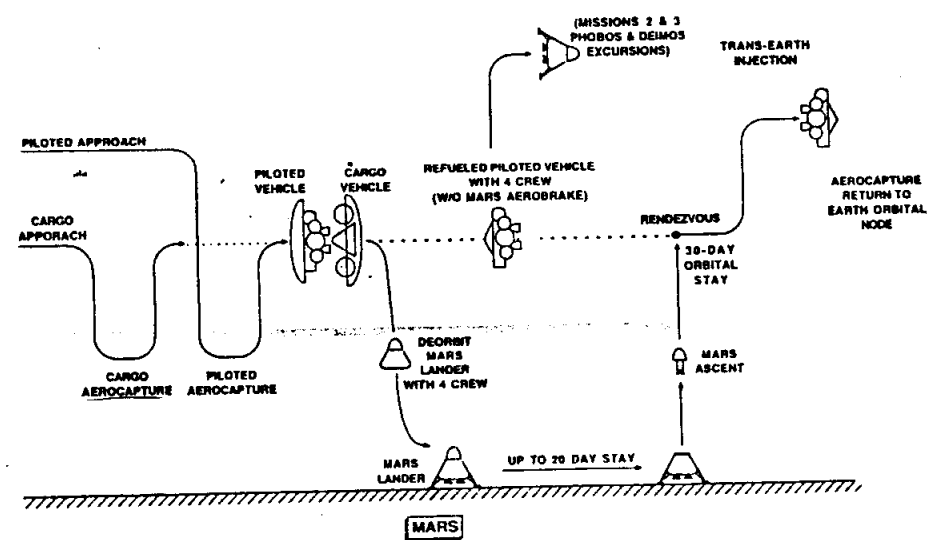 (MISSIONS 2 & 3
PHOBOS & DEIMOS
EXCURSIONS)
TRANS-EARTH
INJECTION
PILOTED APPROACH
PILOTED
VEHICLE
CARGO
VEHICLE
REFUELED PILOTED VEHICLE
WITH 4 CREW
(W/O MARS AEROBRAKE)
AEROCAPTURE
RETURN TO
EARTH ORBITAL
NODE
CARGO
APPORACH
RENDEZVOUS
30-DAY
ORBITAL
STAY
DEORBIT
MARS
LANDER
WITH 4 CREW
MARS
ASCENT
CARGO
AEROCAPTURE
PILOTED
AEROCAPTURE
MARS
LANDER
UP TO 20 DAY STAY
MARS